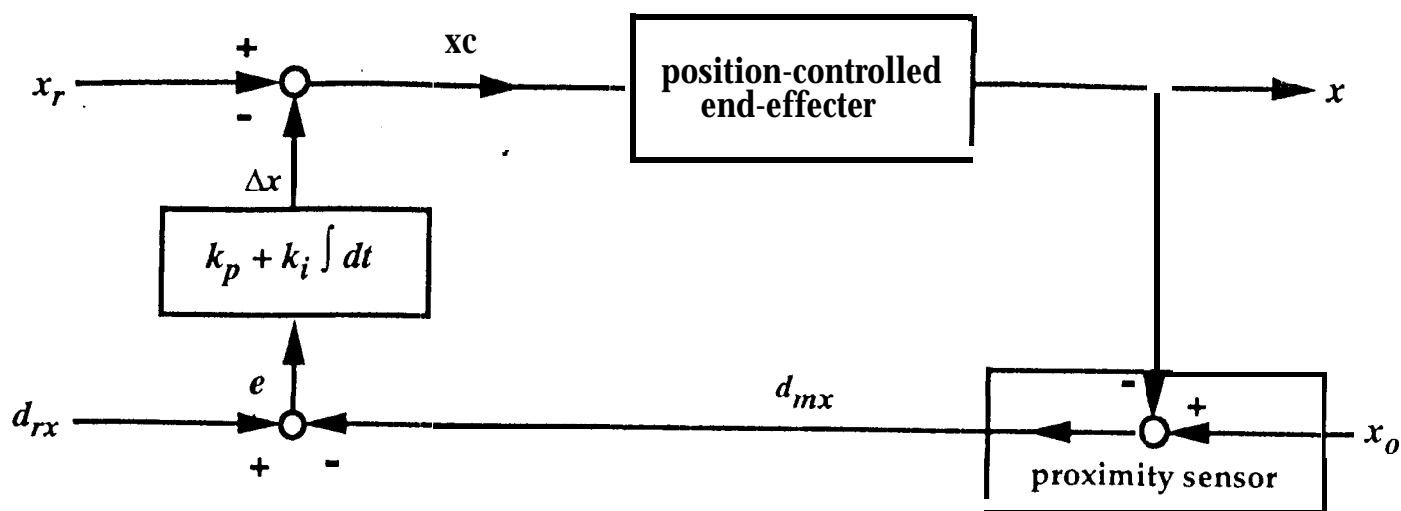 +
xc
x_r
-
position-controlled
end-effecter
x
Δx
k_p + k_i ∫ dt
e
d_rx
+
-
d_mx
-
+
x_o
proximity sensor